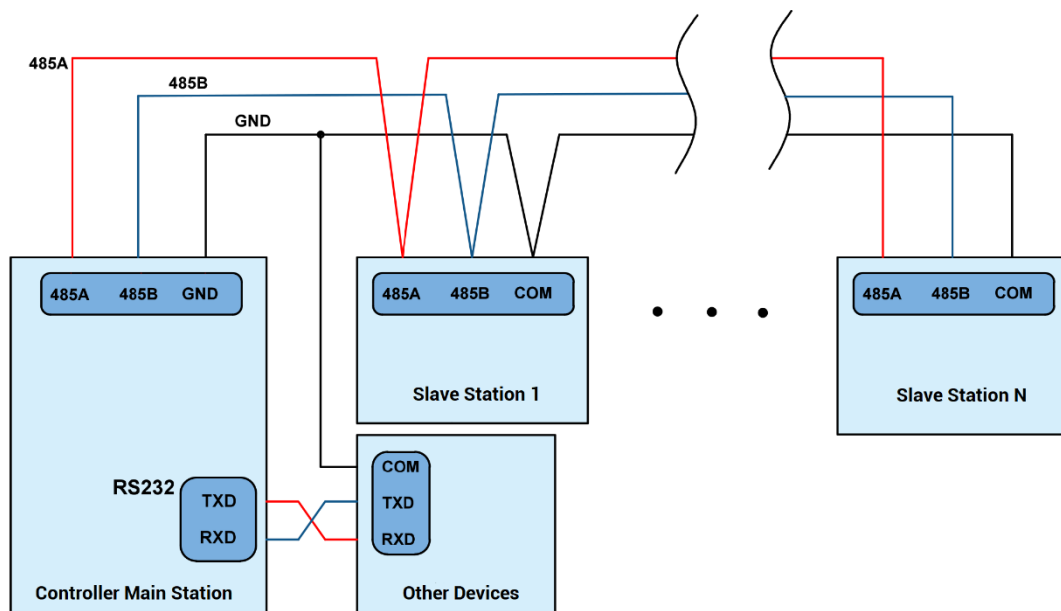 485A
485B
GND
485A 485B GND
485A 485B COM
485A 485B COM
Slave Station 1
Slave Station N
RS232
TXD
RXD
COM
TXD
RXD
Controller Main Station
Other Devices